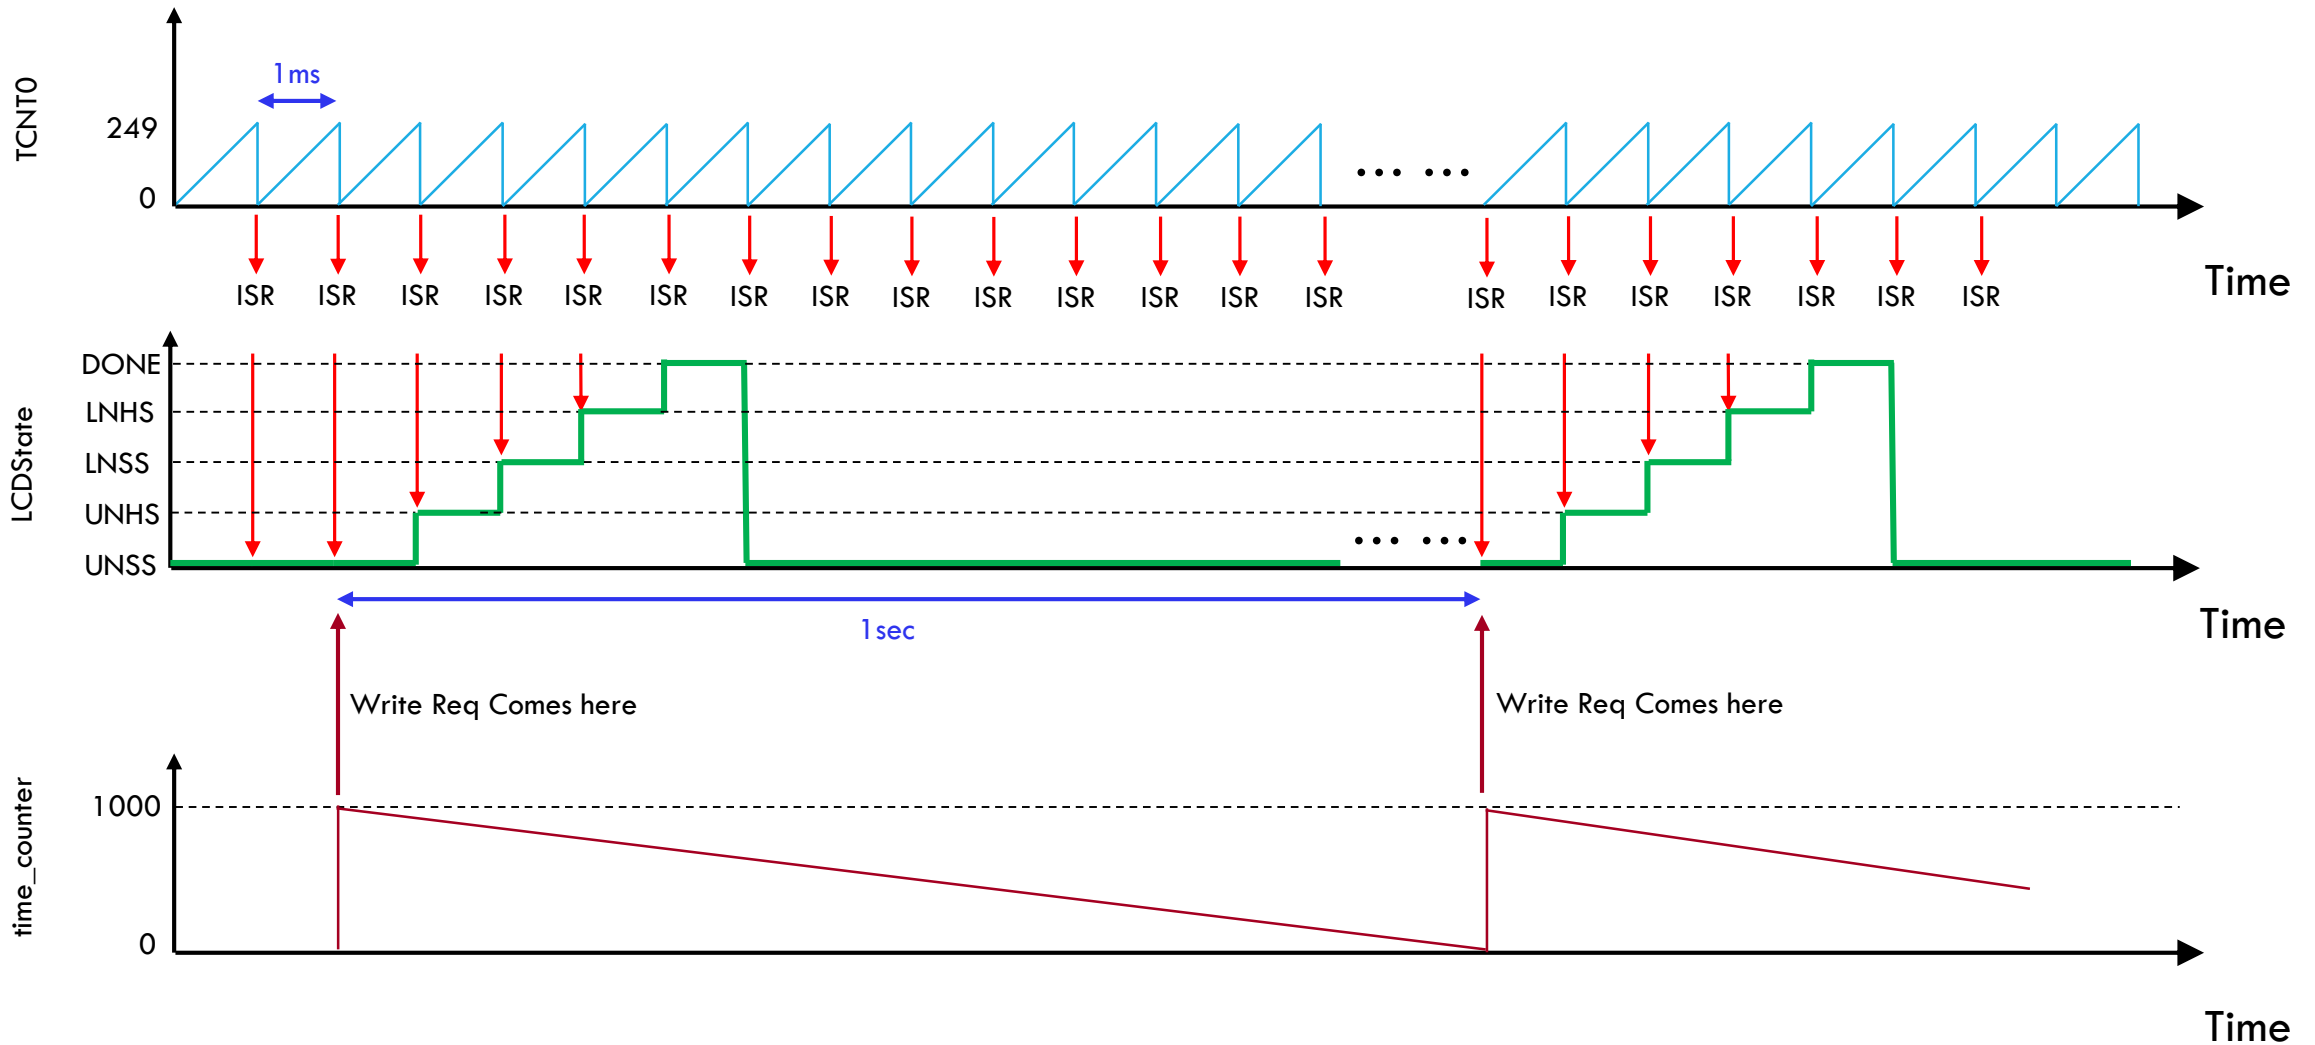 TCNT0
1ms
249
0
ISR ISR ISR ISR ISR ISR ISR ISR ISR ISR ISR ISR ISR ISR ISR ISR ISR ISR ISR ISR ISR
Time
LCDState
DONE
LNHS
LNSS
UNHS
UNSS
1sec
Time
Write Req Comes here
Write Req Comes here
time_counter
1000
0
Time